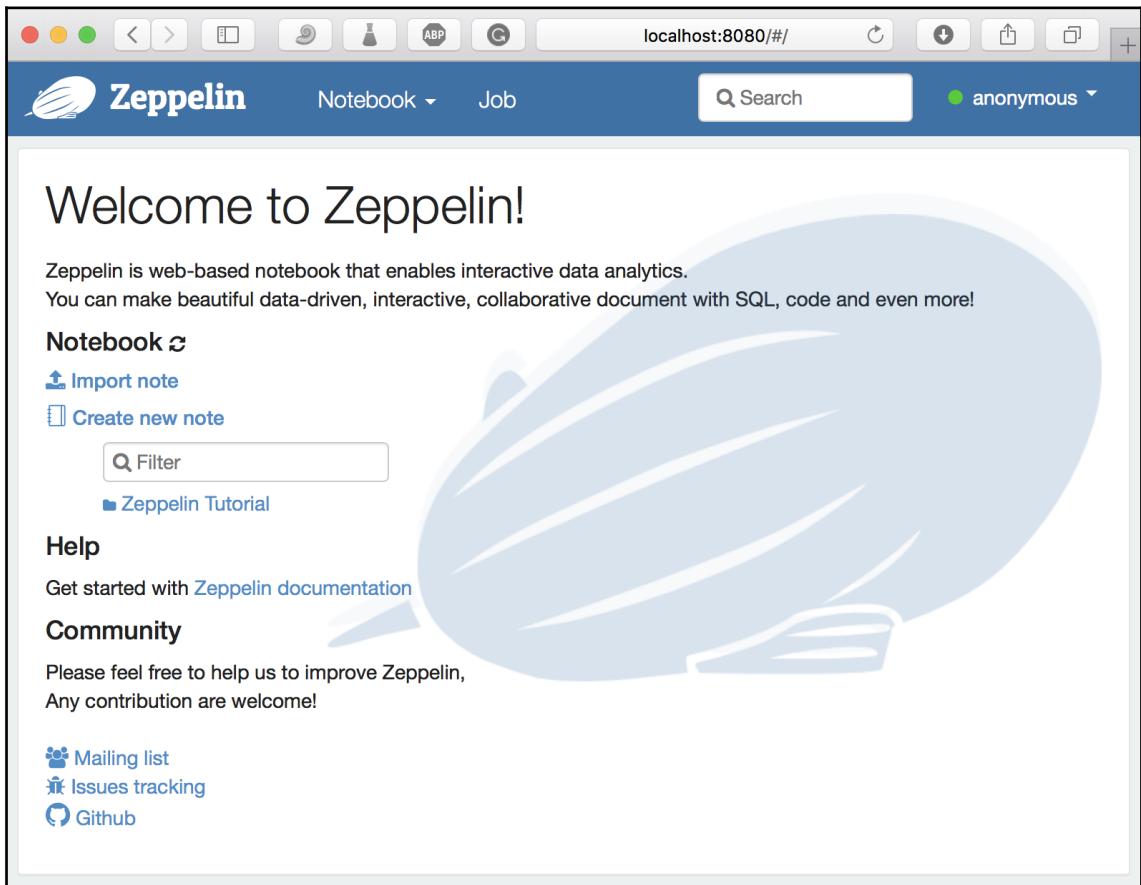 ABP
localhost:8080/#/
Zeppelin Notebook Job Search anonymous
Welcome to Zeppelin!
Zeppelin is web-based notebook that enables interactive data analytics.
You can make beautiful data-driven, interactive, collaborative document with SQL, code and even more!
Notebook
Import note
Create new note
Filter
Zeppelin Tutorial
Help
Get started with Zeppelin documentation
Community
Please feel free to help us to improve Zeppelin,
Any contribution are welcome!
Mailing list
Issues tracking
Github